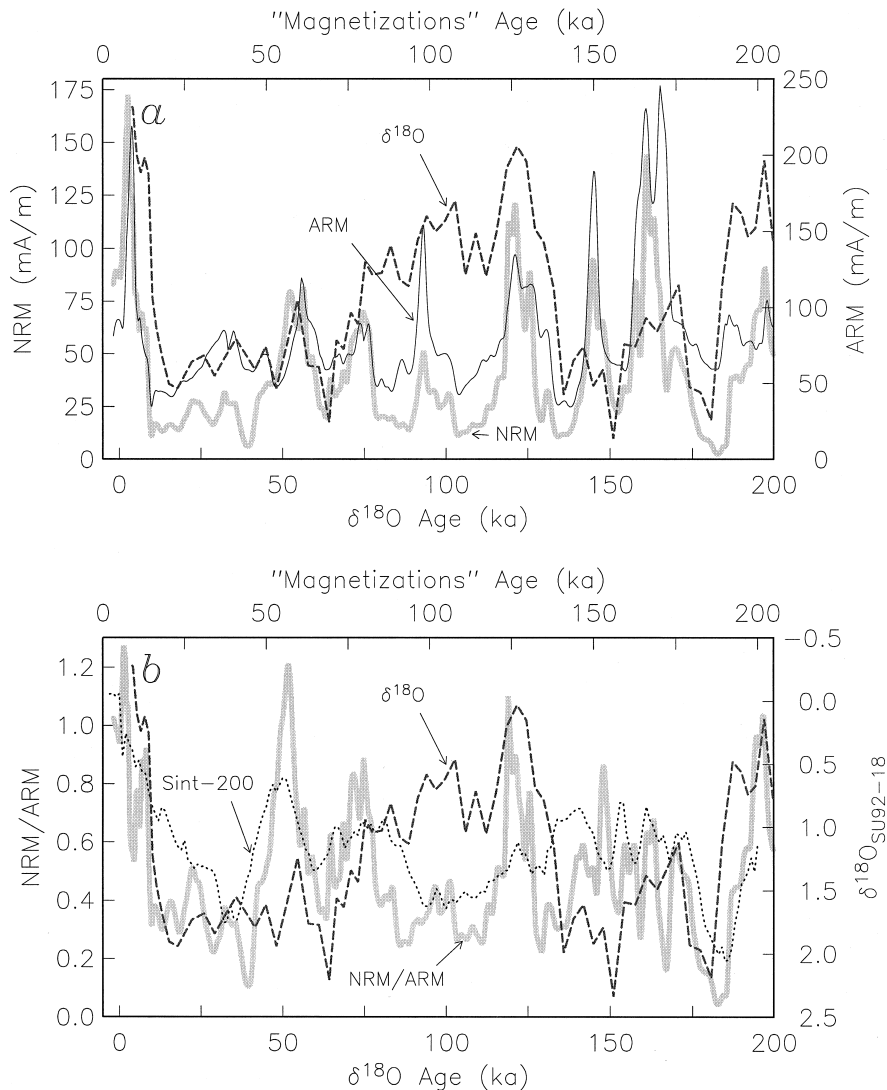 "Magnetizations" Age (ka)
0 50 100 150 200
175
150
125
100
75
50
25
0
NRM (mA/m)
a
δ¹⁸O
ARM
NRM
250
200
150
100
50
0
ARM (mA/m)
0 50 100 150 200
δ¹⁸O Age (ka)
"Magnetizations" Age (ka)
0 50 100 150 200
1.2
1.0
0.8
0.6
0.4
0.2
0.0
NRM/ARM
b
δ¹⁸O
Sint-200
NRM/ARM
-0.5
0.0
0.5
1.0
1.5
2.0
2.5
δ¹⁸O SU92-18
0 50 100 150 200
δ¹⁸O Age (ka)